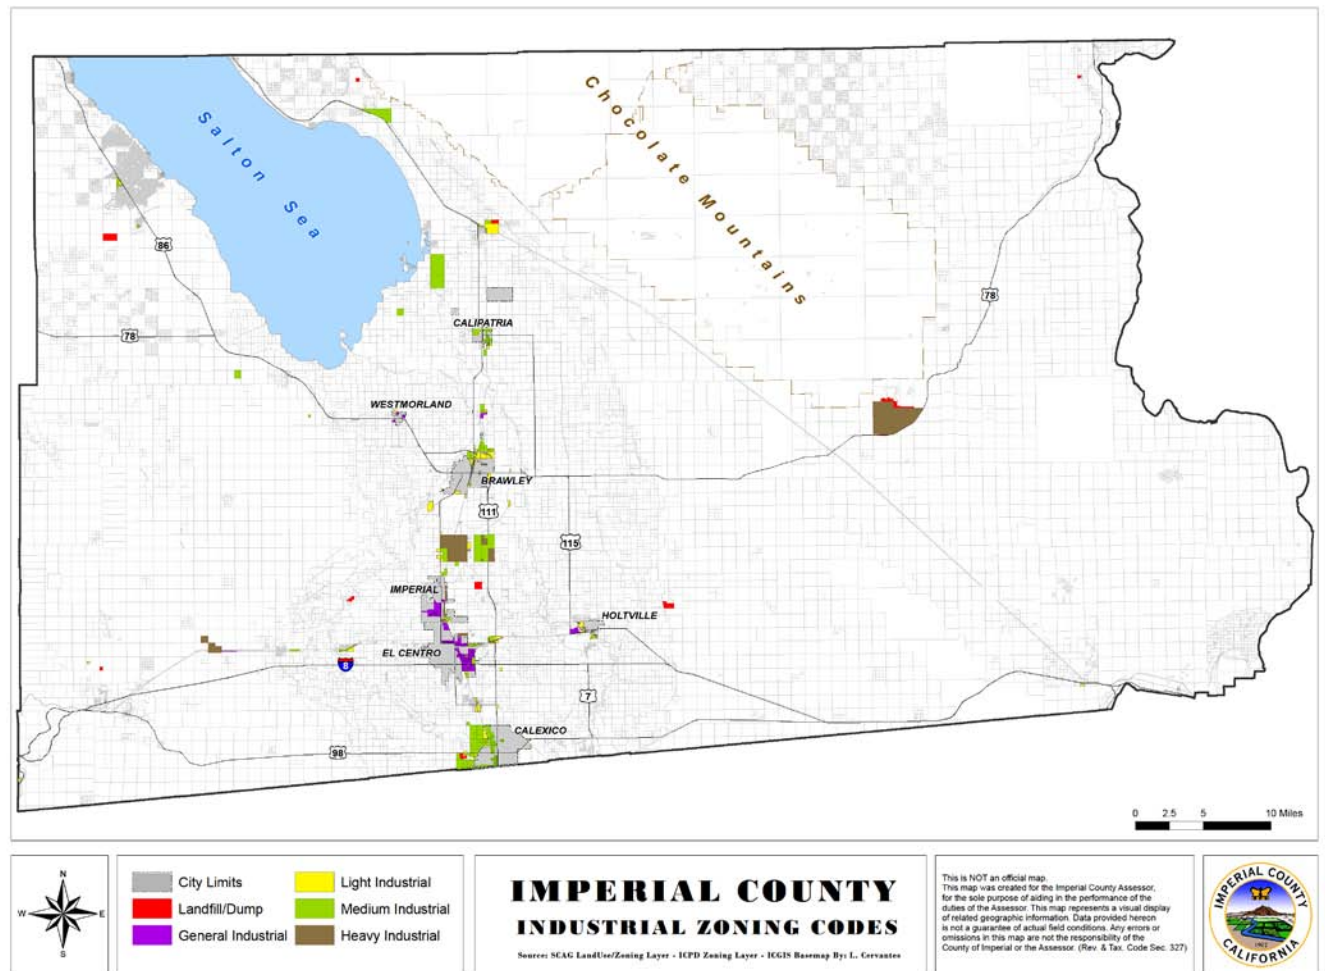 Salton Sea
Chocolate Mountains
86
78
78
CALIPATRIA
WESTMORLAND
BRAWLEY
111
115
IMPERIAL
HOLTVILLE
EL CENTRO
8
7
CALEXICO
98
0 2.5 5 10 Miles
N
W E
S
City Limits
Landfill/Dump
General Industrial
Light Industrial
Medium Industrial
Heavy Industrial
IMPERIAL COUNTY
INDUSTRIAL ZONING CODES
Source: SCAG LandUse/Zoning Layer - ICPD Zoning Layer - ICGIS Basemap By: L. Cervantes
This is NOT an official map.
This map was created for the Imperial County Assessor,
for the sole purpose of aiding in the performance of the
duties of the Assessor. This map represents a visual display
of related geographic information. Data provided hereon
is not a guarantee of actual field conditions. Any errors or
omissions in this map are not the responsibility of the
County of Imperial or the Assessor. (Rev. & Tax. Code Sec. 327)
IMPERIAL COUNTY
1907
CALIFORNIA